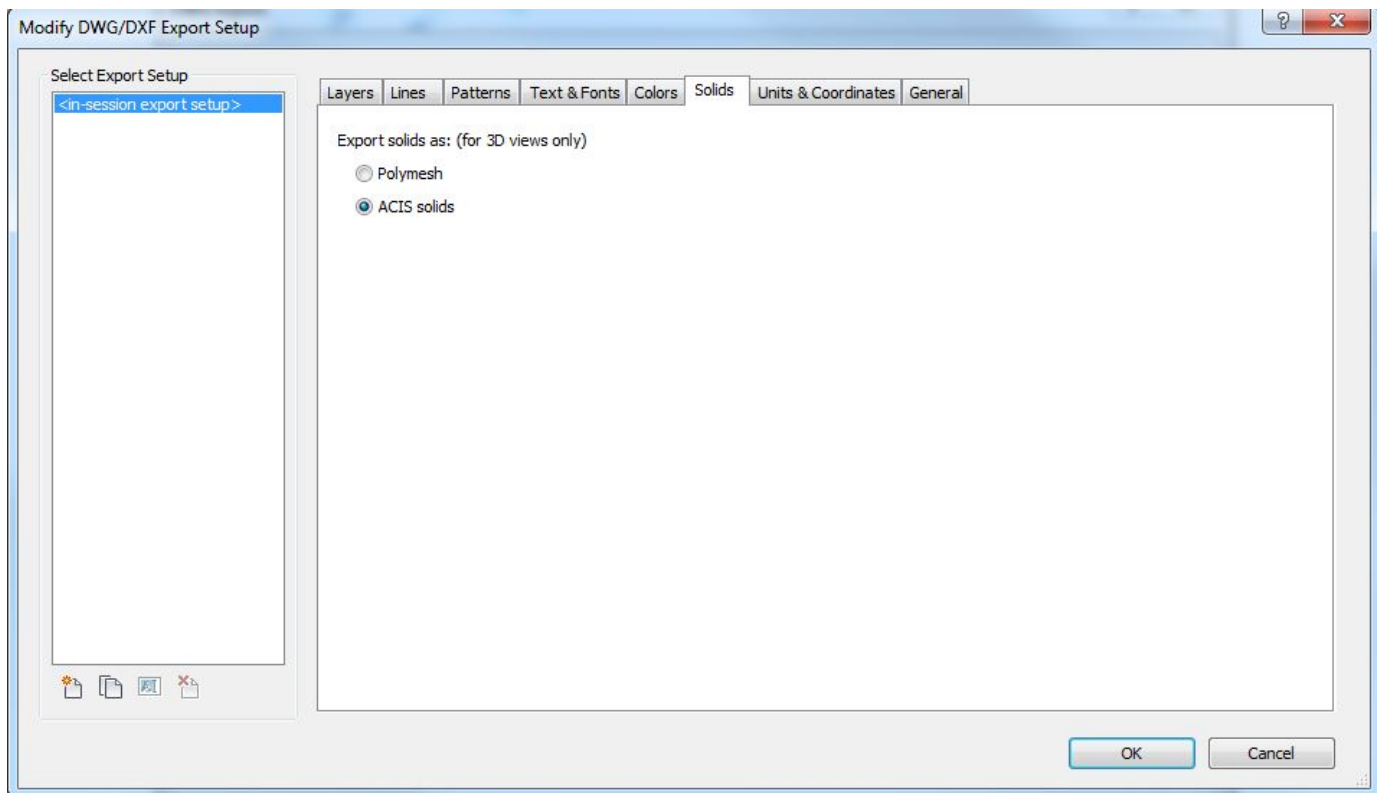 Modify DWG/DXF Export Setup
Select Export Setup
<in-session export setup>
Layers Lines Patterns Text & Fonts Colors Solids Units & Coordinates General
Export solids as: (for 3D views only)
Polymesh
ACIS solids
OK Cancel